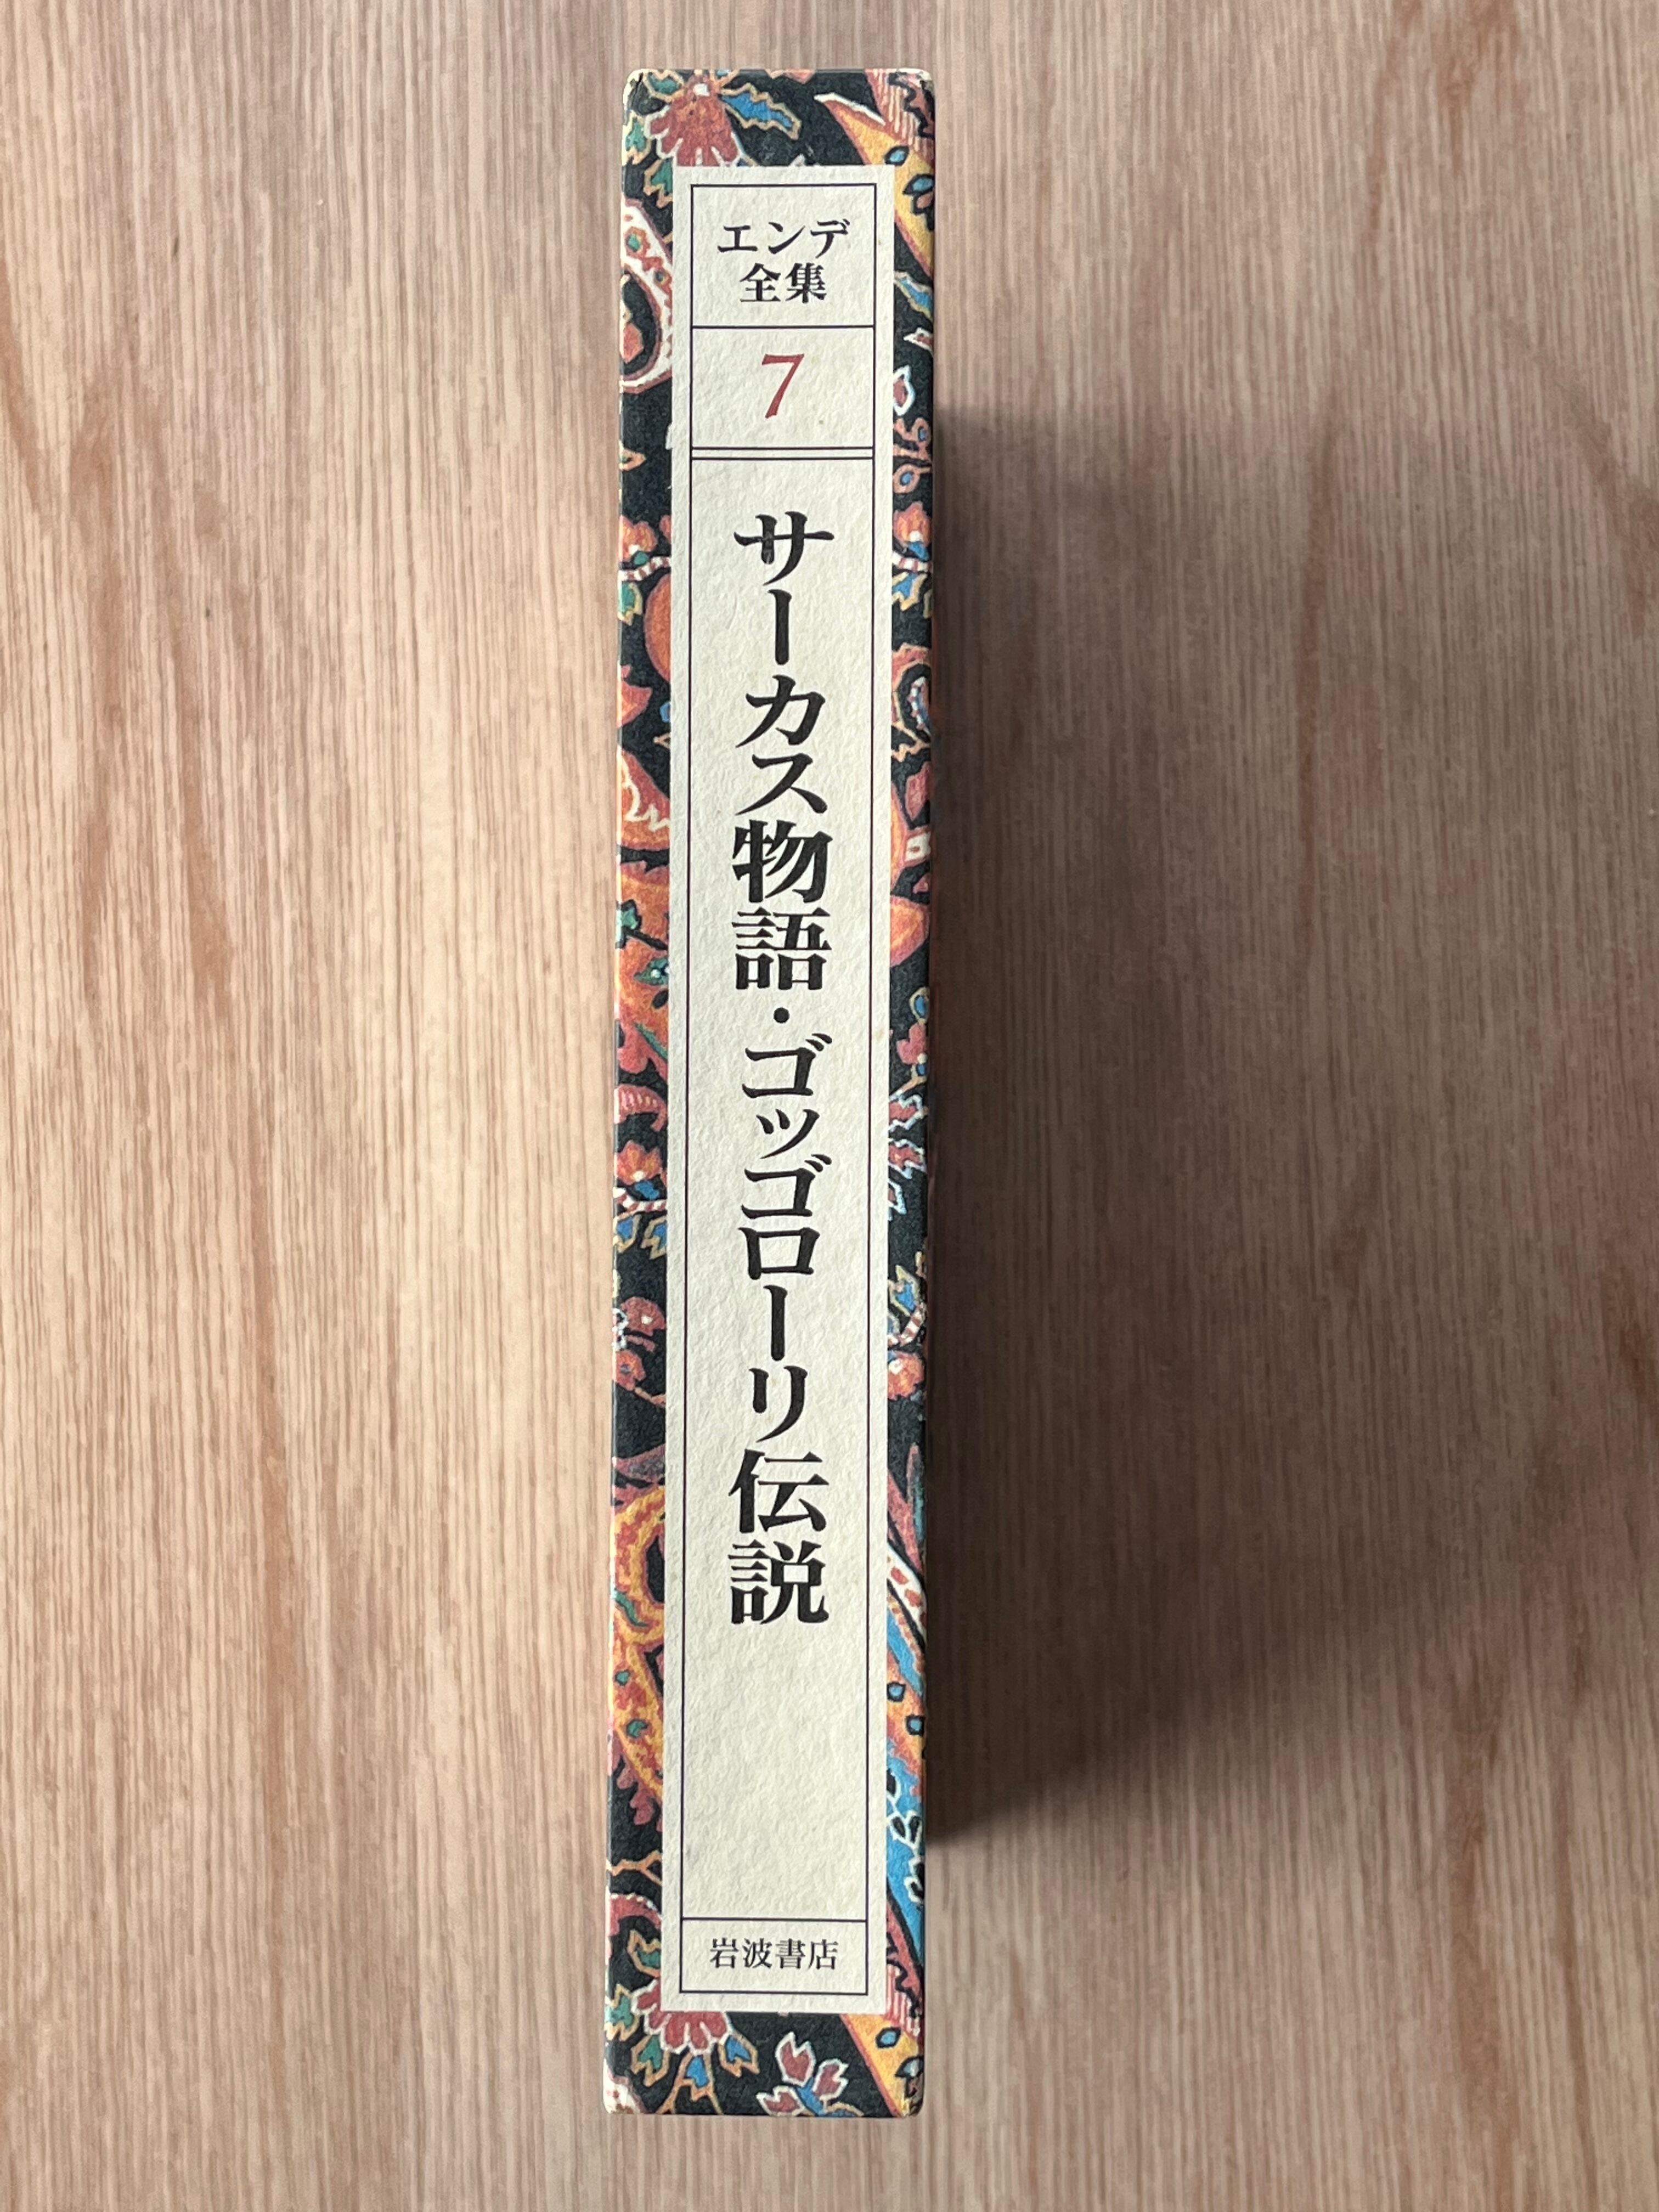 エンデ
全集
7
サーカス物語・ゴッゴローリ伝説
岩波書店